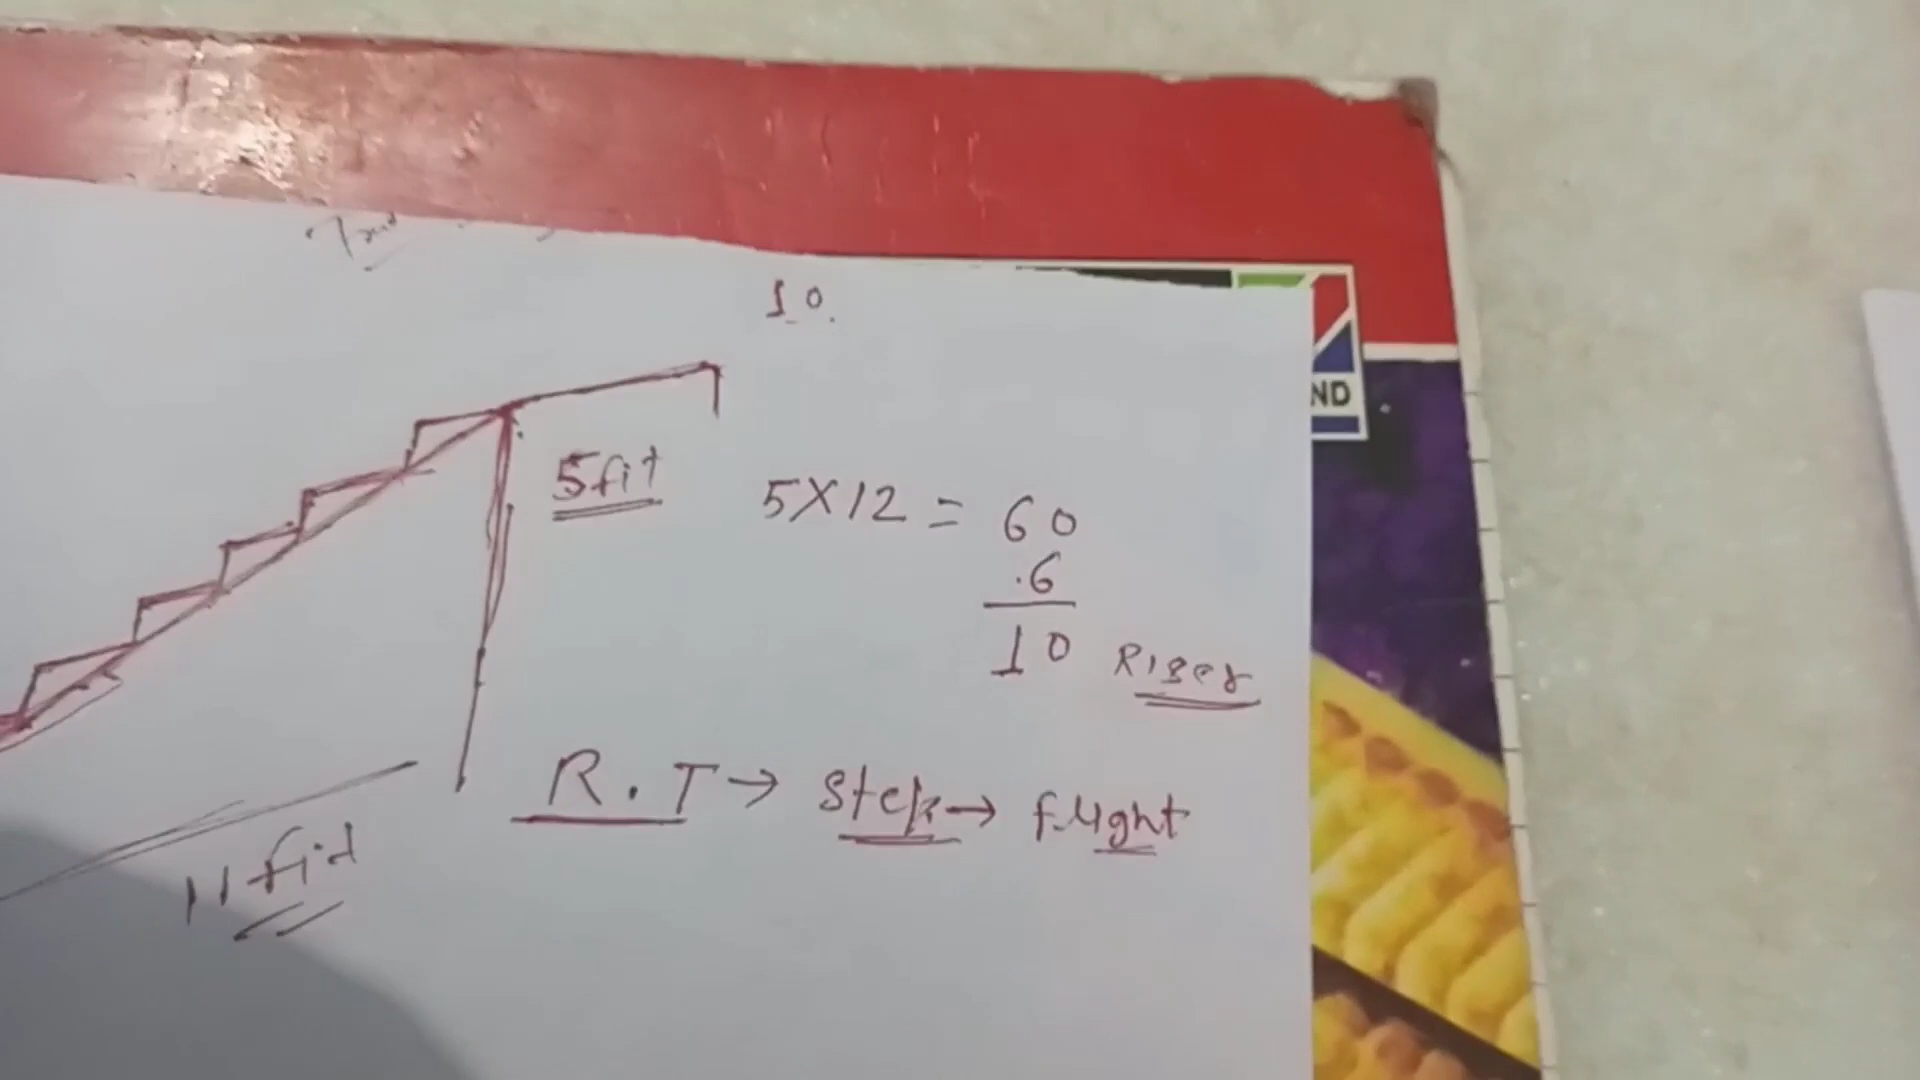 10.
5fit
5X12 = 60
.6
10 Riser
R.T → Step → flight
11 fit
ND